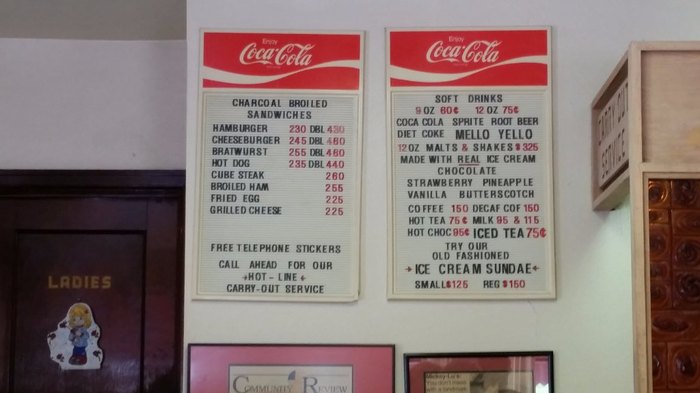 Enjoy
Coca-Cola
CHARCOAL BROILED
SANDWICHES
HAMBURGER 230 DBL 430
CHEESEBURGER 245 DBL 460
BRATWURST 255 DBL 460
HOT DOG 235 DBL 440
CUBE STEAK 260
BROILED HAM 255
FRIED EGG 225
GRILLED CHEESE 225
FREE TELEPHONE STICKERS
CALL AHEAD FOR OUR
HOT-LINE
CARRY-OUT SERVICE
Enjoy
Coca-Cola
SOFT DRINKS
9 OZ 60¢ 12 OZ 75¢
COCA COLA SPRITE ROOT BEER
DIET COKE MELLO YELLO
12 OZ MALTS & SHAKES $325
MADE WITH REAL ICE CREAM
CHOCOLATE
STRAWBERRY PINEAPPLE
VANILLA BUTTERSCOTCH
COFFEE 150 DECAF COF 150
HOT TEA 75¢ MILK 95 & 115
HOT CHOC 95¢ ICED TEA 75¢
TRY OUR
OLD FASHIONED
ICE CREAM SUNDAE
SMALL $125 REG $150
CARRY OUT
SERVICE
LADIES
COMMUNITY REVIEW